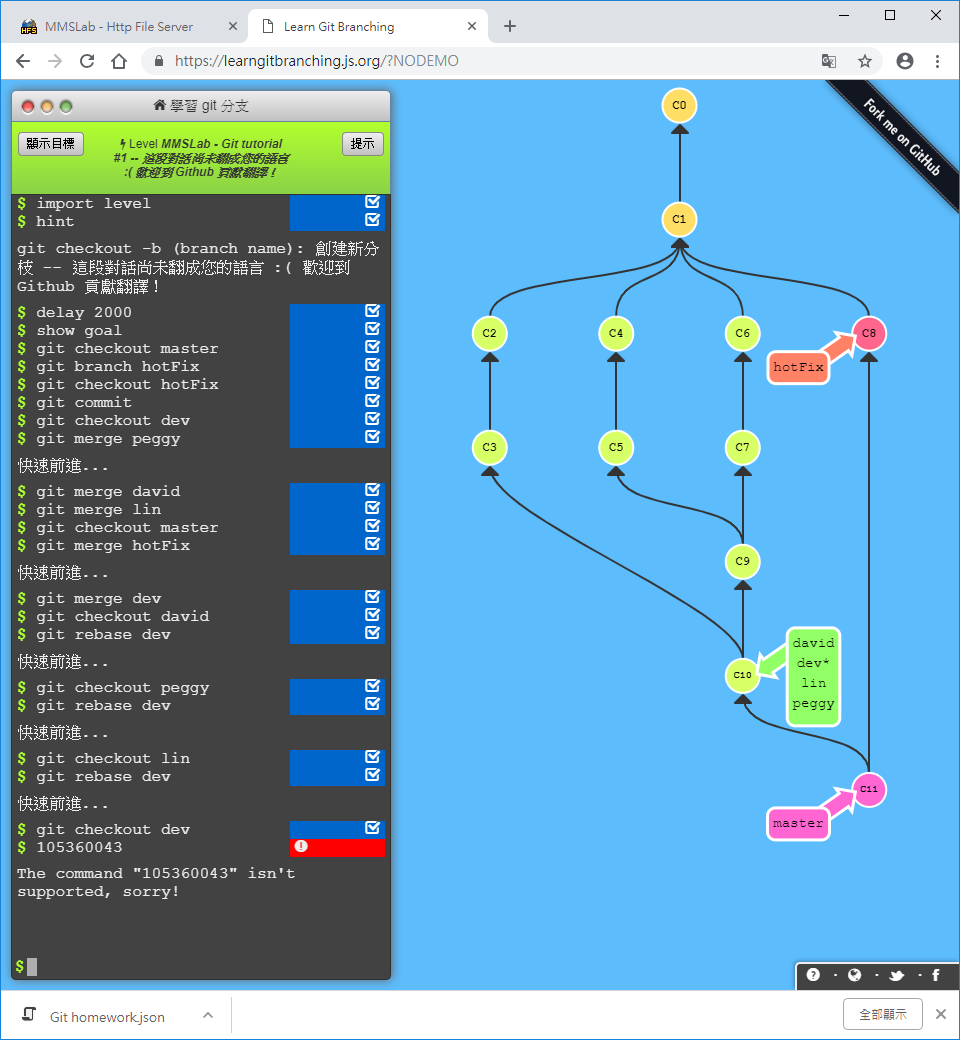 MMSLab - Http File Server
Learn Git Branching
https://learngitbranching.js.org/?NODEMO
學習 git 分支
顯示目標
Level MMSLab - Git tutorial
#1 -- 這段對話尚未翻成您的語言
:( 歡迎到 Github 貢獻翻譯！
提示
$ import level
$ hint
git checkout -b (branch name): 創建新分
枝 -- 這段對話尚未翻成您的語言 :( 歡迎到
Github 貢獻翻譯！
$ delay 2000
$ show goal
$ git checkout master
$ git branch hotFix
$ git checkout hotFix
$ git commit
$ git checkout dev
$ git merge peggy
快速前進...
$ git merge david
$ git merge lin
$ git checkout master
$ git merge hotFix
快速前進...
$ git merge dev
$ git checkout david
$ git rebase dev
快速前進...
$ git checkout peggy
$ git rebase dev
快速前進...
$ git checkout lin
$ git rebase dev
快速前進...
$ git checkout dev
$ 105360043
The command "105360043" isn't
supported, sorry!
$
Fork me on GitHub
C0
C1
C2
C4
C6
C8
hotFix
C3
C5
C7
C9
C10
david
dev*
lin
peggy
C11
master
Git homework.json
全部顯示